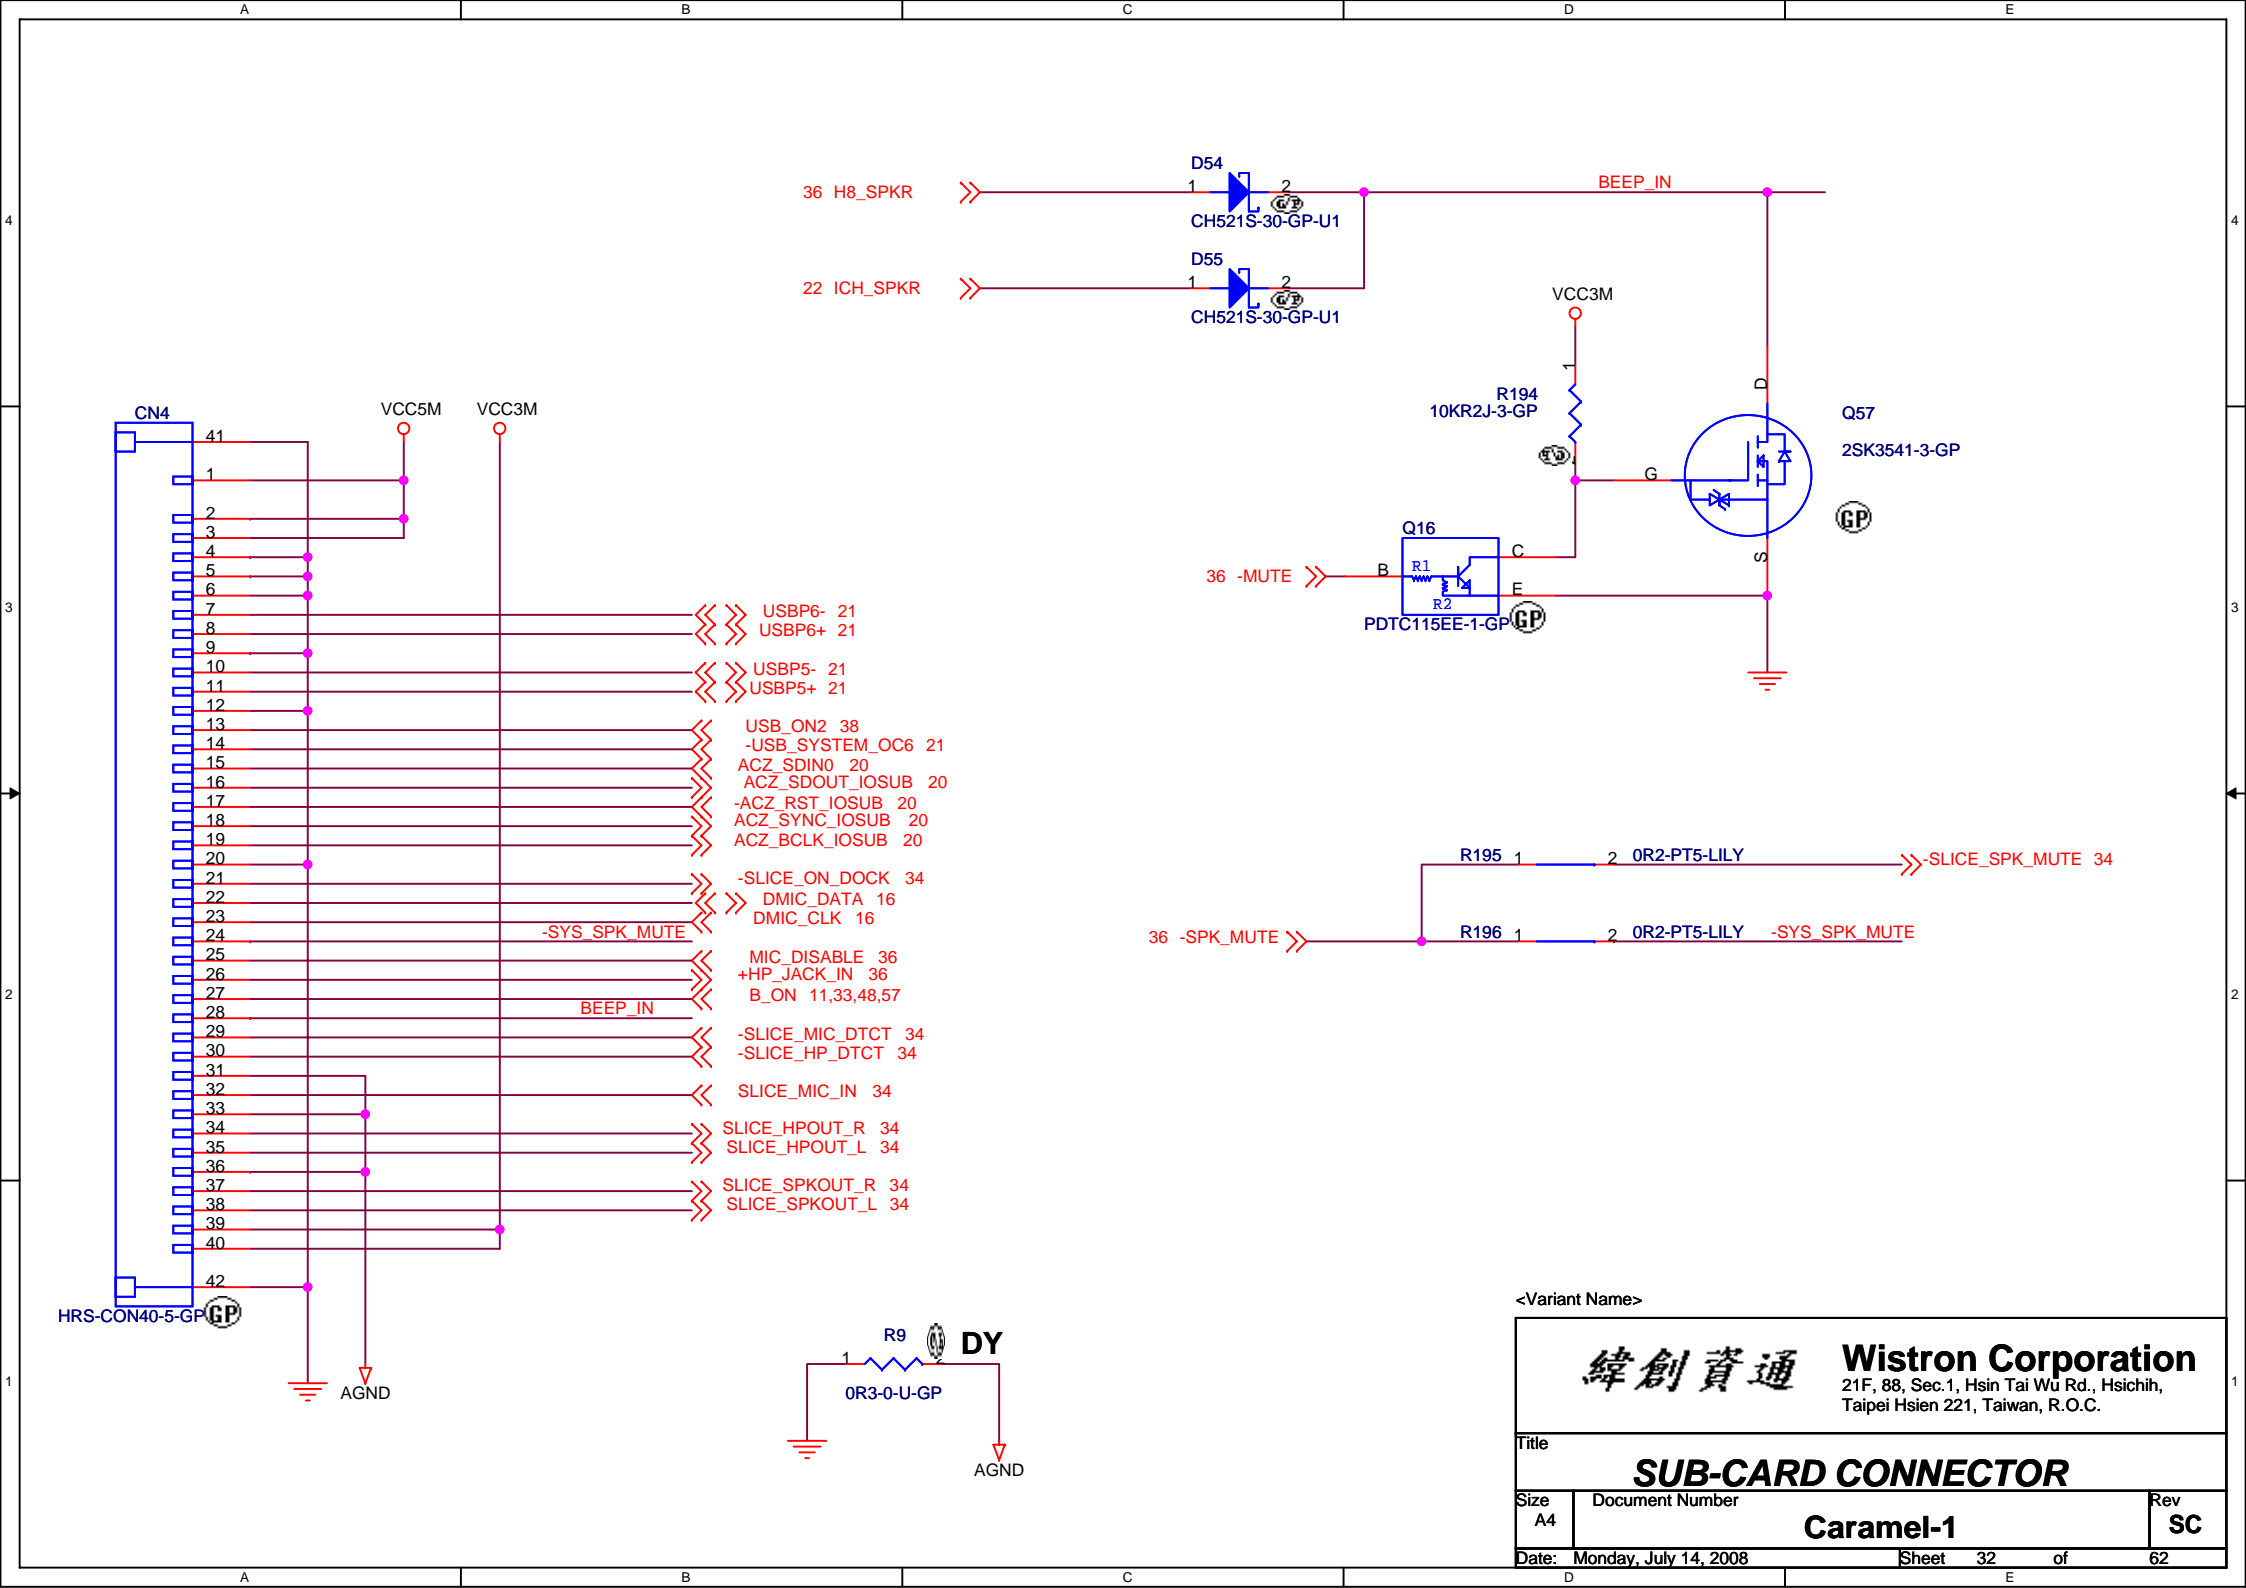 A B C D E
4 4
3 3
2 2
1 1
A B C D E
36 H8_SPKR
D54
1 2
CH521S-30-GP-U1
BEEP_IN
22 ICH_SPKR
D55
1 2
CH521S-30-GP-U1
VCC3M
1
R194
10KR2J-3-GP
D
G
S
Q57
2SK3541-3-GP
GP
Q16
36 -MUTE
B
C
E
R1
R2
PDTC115EE-1-GP
GP
CN4
VCC5M
VCC3M
41
1
2
3
4
5
6
7 USBP6- 21
8 USBP6+ 21
9
10 USBP5- 21
11 USBP5+ 21
12
13 USB_ON2 38
14 -USB_SYSTEM_OC6 21
15 ACZ_SDIN0 20
16 ACZ_SDOUT_IOSUB 20
17 -ACZ_RST_IOSUB 20
18 ACZ_SYNC_IOSUB 20
19 ACZ_BCLK_IOSUB 20
20
21 -SLICE_ON_DOCK 34
22 DMIC_DATA 16
23 DMIC_CLK 16
24 -SYS_SPK_MUTE
25 MIC_DISABLE 36
26 +HP_JACK_IN 36
27 B_ON 11,33,48,57
28 BEEP_IN
29 -SLICE_MIC_DTCT 34
30 -SLICE_HP_DTCT 34
31
32 SLICE_MIC_IN 34
33
34 SLICE_HPOUT_R 34
35 SLICE_HPOUT_L 34
36
37 SLICE_SPKOUT_R 34
38 SLICE_SPKOUT_L 34
39
40
42
HRS-CON40-5-GP
GP
AGND
R195 1 2 0R2-PT5-LILY -SLICE_SPK_MUTE 34
36 -SPK_MUTE R196 1 2 0R2-PT5-LILY -SYS_SPK_MUTE
R9
DY
1 2
0R3-0-U-GP
AGND
<Variant Name>
緯創資通
Wistron Corporation
21F, 88, Sec.1, Hsin Tai Wu Rd., Hsichih,
Taipei Hsien 221, Taiwan, R.O.C.
Title
SUB-CARD CONNECTOR
Size
A4
Document Number
Caramel-1
Rev
SC
Date: Monday, July 14, 2008
Sheet 32 of 62